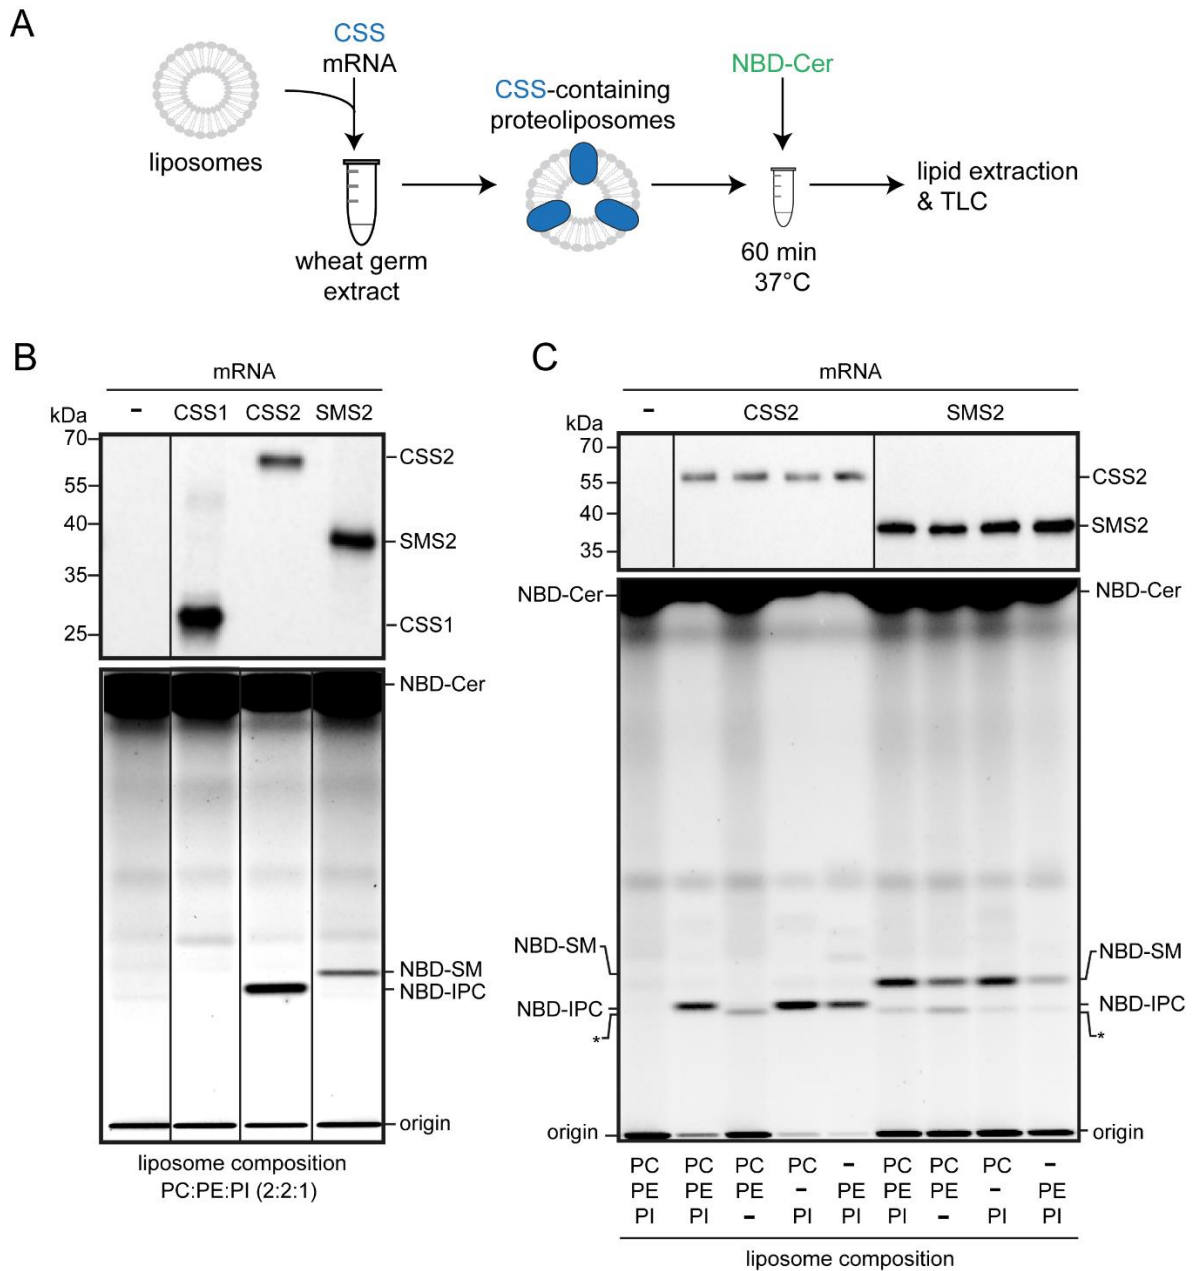 A
CSS
mRNA
liposomes
wheat germ
extract
CSS-containing
proteoliposomes
NBD-Cer
60 min
37°C
lipid extraction
& TLC
B
mRNA
kDa
- CSS1 CSS2 SMS2
70
55
40
35
25
CSS2
SMS2
CSS1
NBD-Cer
NBD-SM
NBD-IPC
origin
liposome composition
PC:PE:PI (2:2:1)
C
mRNA
kDa
- CSS2 SMS2
70
55
40
35
CSS2
SMS2
NBD-Cer
NBD-Cer
NBD-SM
NBD-IPC
*
NBD-SM
NBD-IPC
*
origin
origin
PC PC PC PC - PC PC PC -
PE PE PE - PE PE PE - PE
PI PI - PI PI PI - PI PI
liposome composition